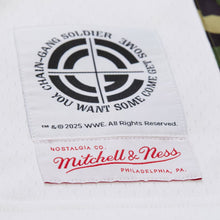 CHAIN-GANG SOLDIER
YOU WANT SOME COME GET SOME
™ & © 2025 WWE. All Rights Reserved.
NOSTALGIA CO.
Mitchell & Ness
PHILADELPHIA, PA.